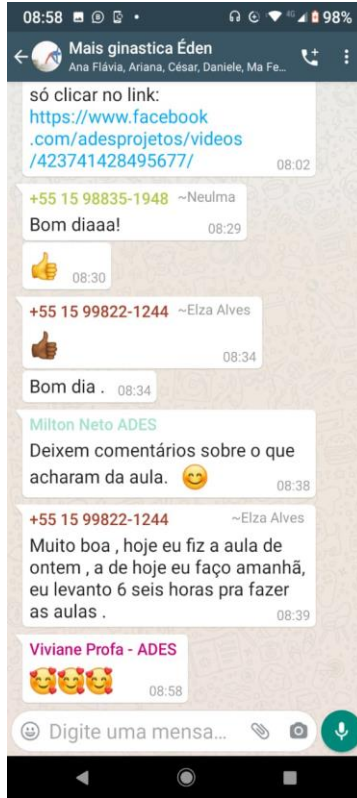 08:58
4G
98%
Mais ginastica Éden
Ana Flávia, Ariana, César, Daniele, Ma Fe...
só clicar no link:
https://www.facebook
.com/adesprojetos/videos
/423741428495677/
08:02
+55 15 98835-1948 ~Neulma
Bom diaaa!
08:29
08:30
+55 15 99822-1244 ~Elza Alves
08:34
Bom dia .
08:34
Milton Neto ADES
Deixem comentários sobre o que
acharam da aula.
08:38
+55 15 99822-1244 ~Elza Alves
Muito boa , hoje eu fiz a aula de
ontem , a de hoje eu faço amanhã,
eu levanto 6 seis horas pra fazer
as aulas .
08:39
Viviane Profa - ADES
08:58
Digite uma mensa...